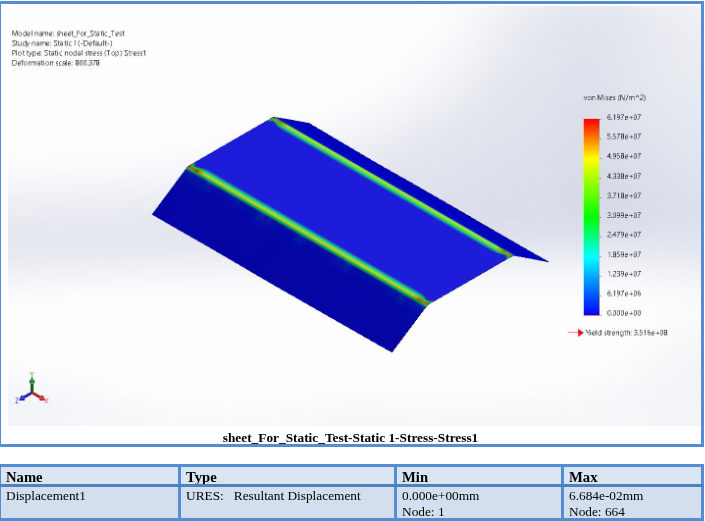 Model name: sheet_For_Static_Test
Study name: Static 1(-Default-)
Plot type: Static nodal stress (Top) Stress1
Deformation scale: 800.378
von Mises (N/m^2)
6.197e+07
5.578e+07
4.958e+07
4.338e+07
3.718e+07
3.099e+07
2.479e+07
1.859e+07
1.239e+07
6.197e+06
0.000e+00
Yield strength: 3.516e+08
Y
Z
X
sheet_For_Static_Test-Static 1-Stress-Stress1
Name Type Min Max
Displacement1 URES: Resultant Displacement 0.000e+00mm 6.684e-02mm
Node: 1 Node: 664